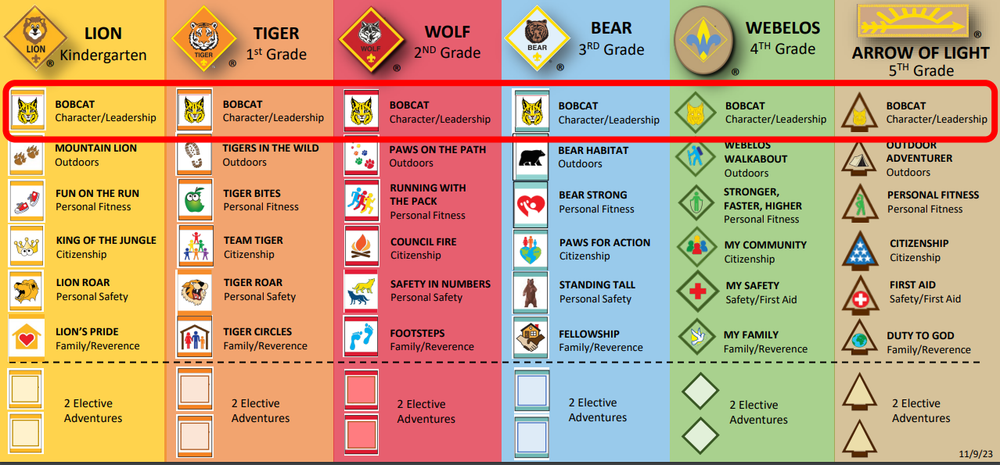 LION
Kindergarten
LION
®
TIGER
1st Grade
TIGER
®
WOLF
2ND Grade
WOLF
®
BEAR
3RD Grade
BEAR
®
WEBELOS
4TH Grade
®
®
ARROW OF LIGHT
5TH Grade
BOBCAT
Character/Leadership
BOBCAT
Character/Leadership
BOBCAT
Character/Leadership
BOBCAT
Character/Leadership
BOBCAT
Character/Leadership
BOBCAT
Character/Leadership
MOUNTAIN LION
Outdoors
TIGERS IN THE WILD
Outdoors
PAWS ON THE PATH
Outdoors
BEAR HABITAT
Outdoors
WEBELOS
WALKABOUT
Outdoors
OUTDOOR
ADVENTURER
Outdoors
FUN ON THE RUN
Personal Fitness
TIGER BITES
Personal Fitness
RUNNING WITH
THE PACK
Personal Fitness
BEAR STRONG
Personal Fitness
STRONGER,
FASTER, HIGHER
Personal Fitness
PERSONAL FITNESS
Personal Fitness
KING OF THE JUNGLE
Citizenship
TEAM TIGER
Citizenship
COUNCIL FIRE
Citizenship
PAWS FOR ACTION
Citizenship
MY COMMUNITY
Citizenship
CITIZENSHIP
Citizenship
LION ROAR
Personal Safety
TIGER ROAR
Personal Safety
SAFETY IN NUMBERS
Personal Safety
STANDING TALL
Personal Safety
MY SAFETY
Safety/First Aid
FIRST AID
Safety/First Aid
LION'S PRIDE
Family/Reverence
TIGER CIRCLES
Family/Reverence
FOOTSTEPS
Family/Reverence
FELLOWSHIP
Family/Reverence
MY FAMILY
Family/Reverence
DUTY TO GOD
Family/Reverence
2 Elective
Adventures
2 Elective
Adventures
2 Elective
Adventures
2 Elective
Adventures
2 Elective
Adventures
2 Elective
Adventures
11/9/23